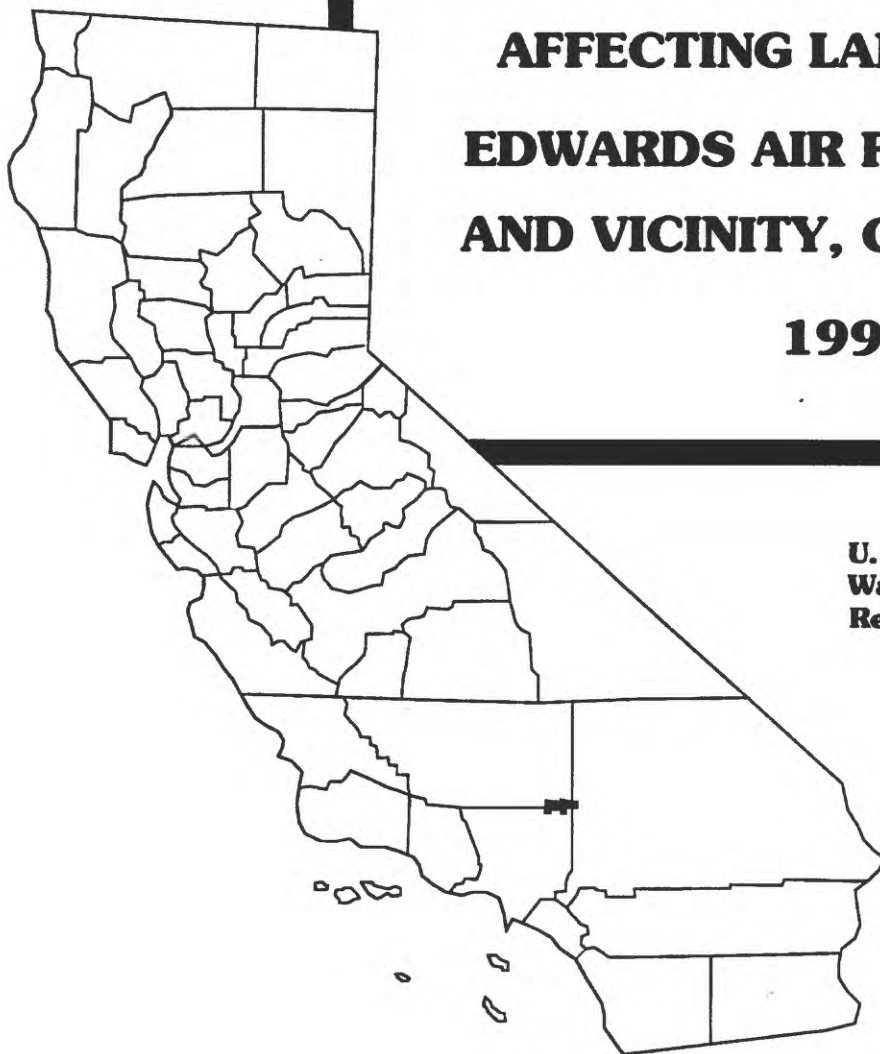 AFFECTING LA
EDWARDS AIR F
AND VICINITY, C
199
U.
Wa
Re